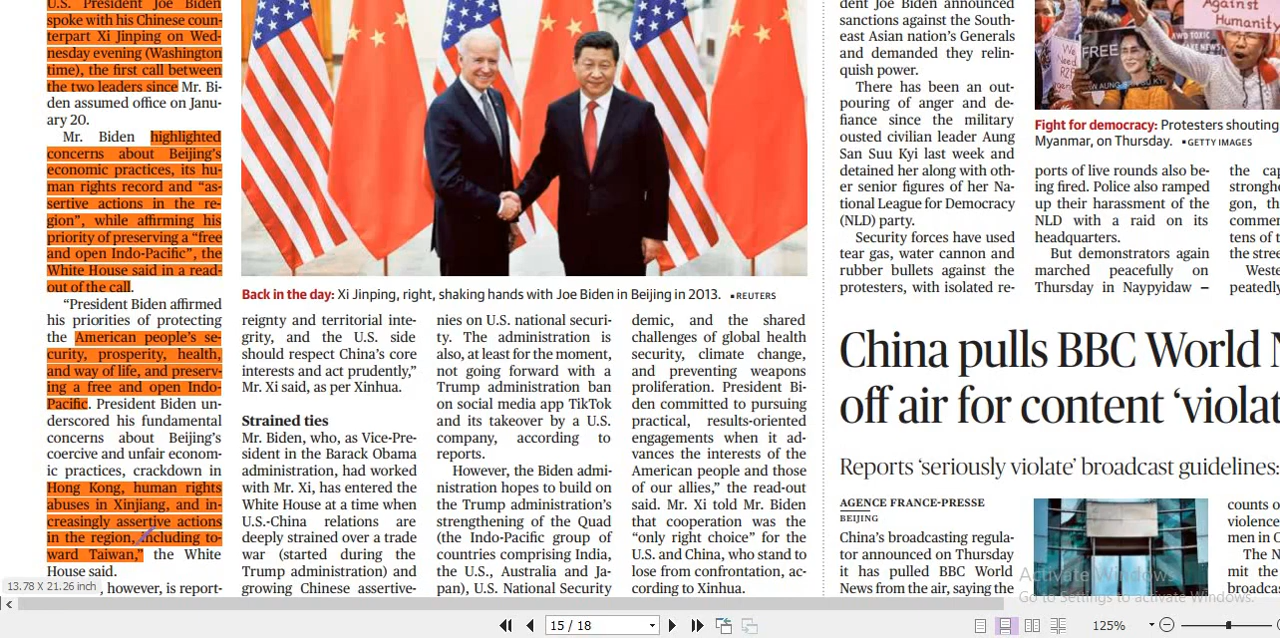 U.S. President Joe Biden
spoke with his Chinese coun-
terpart Xi Jinping on Wed-
nesday evening (Washington
time), the first call between
the two leaders since Mr. Bi-
den assumed office on Janu-
ary 20.
Mr. Biden highlighted
concerns about Beijing's
economic practices, its hu-
man rights record and “as-
sertive actions in the re-
gion”, while affirming his
priority of preserving a “free
and open Indo-Pacific”, the
White House said in a read-
out of the call.
“President Biden affirmed
his priorities of protecting
the American people's se-
curity, prosperity, health,
and way of life, and preserv-
ing a free and open Indo-
Pacific. President Biden un-
derscored his fundamental
concerns about Beijing's
coercive and unfair econom-
ic practices, crackdown in
Hong Kong, human rights
abuses in Xinjiang, and in-
creasingly assertive actions
in the region, including to-
ward Taiwan,” the White
House said.
, however, is report-
Back in the day: Xi Jinping, right, shaking hands with Joe Biden in Beijing in 2013. ▪REUTERS
reignty and territorial inte-
grity, and the U.S. side
should respect China's core
interests and act prudently,”
Mr. Xi said, as per Xinhua.
Strained ties
Mr. Biden, who, as Vice-Pre-
sident in the Barack Obama
administration, had worked
with Mr. Xi, has entered the
White House at a time when
U.S.-China relations are
deeply strained over a trade
war (started during the
Trump administration) and
growing Chinese assertive-
nies on U.S. national securi-
ty. The administration is
also, at least for the moment,
not going forward with a
Trump administration ban
on social media app TikTok
and its takeover by a U.S.
company, according to
reports.
However, the Biden admi-
nistration hopes to build on
the Trump administration's
strengthening of the Quad
(the Indo-Pacific group of
countries comprising India,
the U.S., Australia and Ja-
pan), U.S. National Security
demic, and the shared
challenges of global health
security, climate change,
and preventing weapons
proliferation. President Bi-
den committed to pursuing
practical, results-oriented
engagements when it ad-
vances the interests of the
American people and those
of our allies,” the read-out
said. Mr. Xi told Mr. Biden
that cooperation was the
“only right choice” for the
U.S. and China, who stand to
lose from confrontation, ac-
cording to Xinhua.
dent Joe Biden announced
sanctions against the South-
east Asian nation's Generals
and demanded they relin-
quish power.
There has been an out-
pouring of anger and de-
fiance since the military
ousted civilian leader Aung
San Suu Kyi last week and
detained her along with oth-
er senior figures of her Na-
tional League for Democracy
(NLD) party.
Security forces have used
tear gas, water cannon and
rubber bullets against the
protesters, with isolated re-
Against
Humanity
We
Need
R2P
FREE
Fight for democracy: Protesters shouting
Myanmar, on Thursday. ▪GETTY IMAGES
ports of live rounds also be-
ing fired. Police also ramped
up their harassment of the
NLD with a raid on its
headquarters.
But demonstrators again
marched peacefully on
Thursday in Naypyidaw –
the cap
strongh
gon, th
commer
tens of t
the stree
Weste
peatedly
China pulls BBC World N
off air for content ‘violat
Reports ‘seriously violate’ broadcast guidelines:
AGENCE FRANCE-PRESSE
BEIJING
China's broadcasting regula-
tor announced on Thursday
it has pulled BBC World
News from the air, saying the
counts o
violence
men in C
The N
mit the
broadcas
Activate Windows
Go to Settings to activate Windows.
13.78 X 21.26 inch
15 / 18
125%